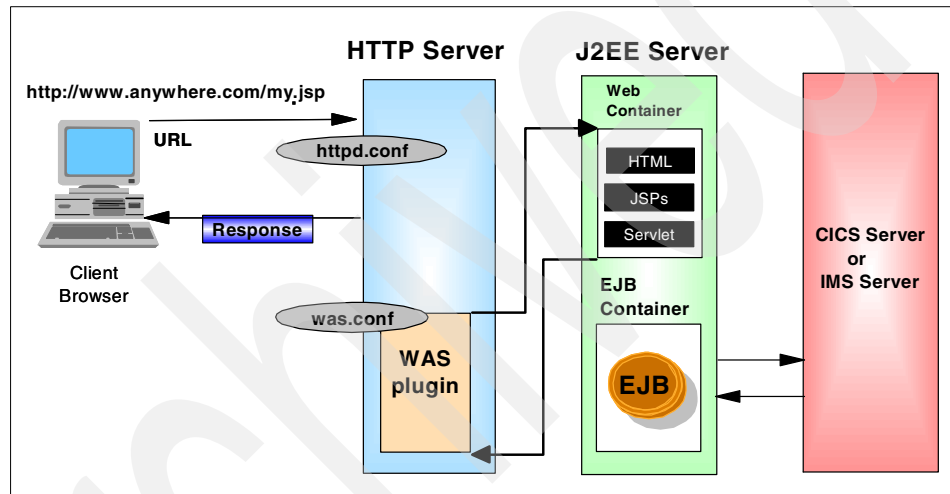 HTTP Server
J2EE Server
http://www.anywhere.com/my.jsp
URL
httpd.conf
Response
Client
Browser
was.conf
WAS
plugin
Web
Container
HTML
JSPs
Servlet
EJB
Container
EJB
CICS Server
or
IMS Server